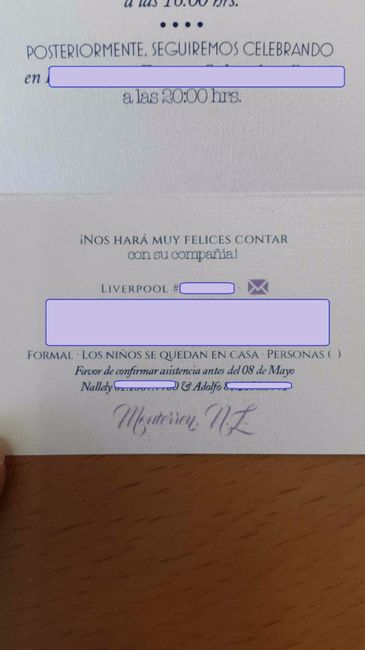 a las 16:00 hrs.
POSTERIORMENTE, SEGUIREMOS CELEBRANDO
en
a las 20:00 hrs.
¡NOS HARÁ MUY FELICES CONTAR
con su compañía!
LIVERPOOL #
FORMAL · LOS NIÑOS SE QUEDAN EN CASA · PERSONAS ( )
Favor de confirmar asistencia antes del 08 de Mayo
Nallely & Adolfo
Monterrey, N.L.